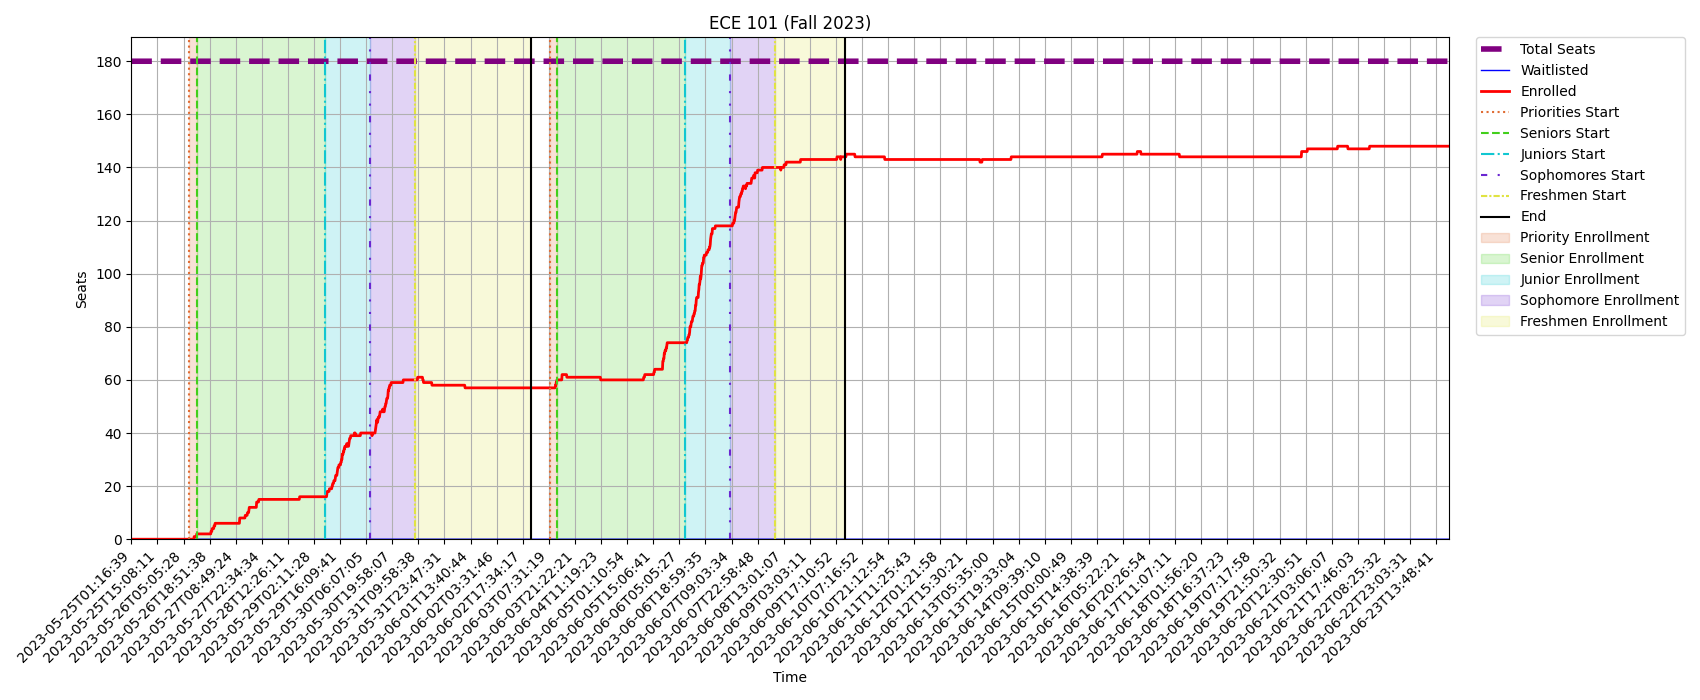 ECE 101 (Fall 2023)
Seats
180
160
140
120
100
80
60
40
20
0
2023-05-25T01:16:39
2023-05-25T15:08:11
2023-05-26T05:05:28
2023-05-26T18:51:38
2023-05-27T08:49:24
2023-05-27T22:34:34
2023-05-28T12:26:11
2023-05-29T02:11:28
2023-05-29T16:09:41
2023-05-30T06:07:05
2023-05-30T19:58:07
2023-05-31T09:58:38
2023-05-31T23:47:31
2023-06-01T13:40:44
2023-06-02T03:31:46
2023-06-02T17:34:17
2023-06-03T07:31:19
2023-06-03T21:22:21
2023-06-04T11:19:23
2023-06-05T01:10:54
2023-06-05T15:06:41
2023-06-06T05:05:27
2023-06-06T18:59:35
2023-06-07T09:03:34
2023-06-07T22:58:48
2023-06-08T13:01:07
2023-06-09T03:03:11
2023-06-09T17:10:52
2023-06-10T07:16:52
2023-06-10T21:12:54
2023-06-11T11:25:43
2023-06-12T01:21:58
2023-06-12T15:30:21
2023-06-13T05:35:00
2023-06-13T19:33:04
2023-06-14T09:39:10
2023-06-15T00:00:49
2023-06-15T14:38:39
2023-06-16T05:22:21
2023-06-16T20:26:54
2023-06-17T11:07:11
2023-06-18T01:56:20
2023-06-18T16:37:23
2023-06-19T07:17:58
2023-06-19T21:50:32
2023-06-20T12:30:51
2023-06-21T03:06:07
2023-06-21T17:46:03
2023-06-22T08:25:32
2023-06-22T23:03:31
2023-06-23T13:48:41
Time
Total Seats
Waitlisted
Enrolled
Priorities Start
Seniors Start
Juniors Start
Sophomores Start
Freshmen Start
End
Priority Enrollment
Senior Enrollment
Junior Enrollment
Sophomore Enrollment
Freshmen Enrollment